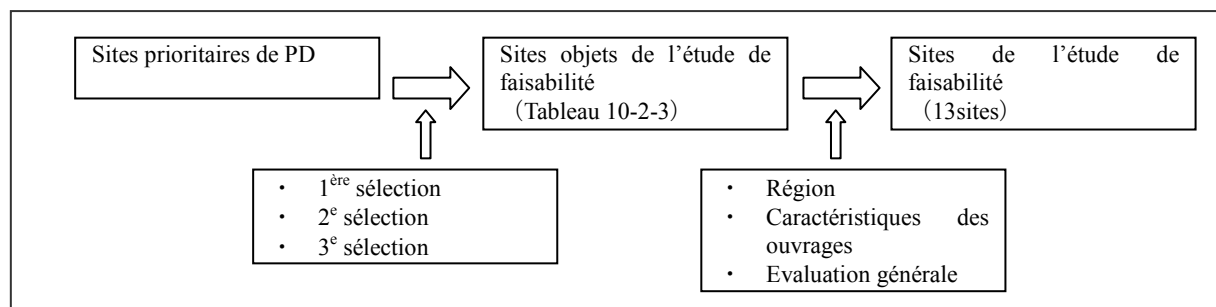 Sites prioritaires de PD
Sites objets de l’étude de
faisabilité
（Tableau 10-2-3）
Sites de l’étude de
faisabilité
（13sites）
・ 1ère sélection
・ 2e sélection
・ 3e sélection
・ Région
・ Caractéristiques des
ouvrages
・ Evaluation générale